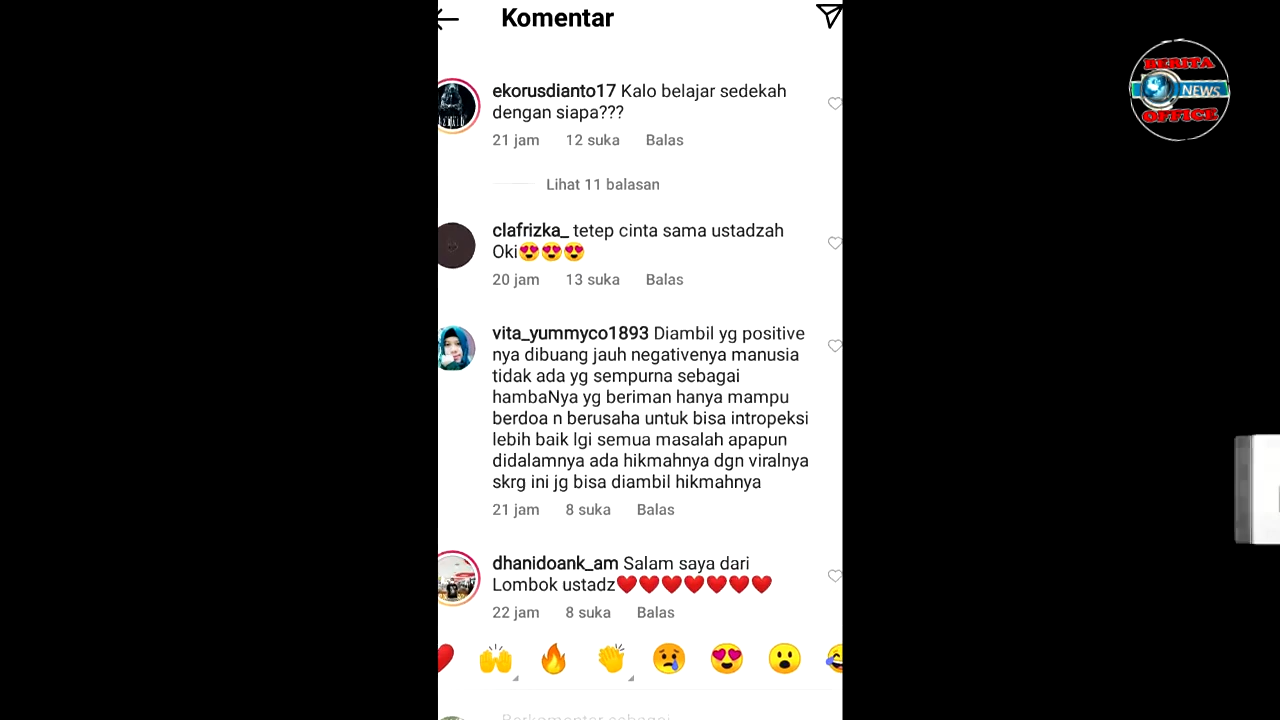 Komentar
BERITA
NEWS
OFFICE
ekorusdianto17 Kalo belajar sedekah
dengan siapa???
21 jam 12 suka Balas
Lihat 11 balasan
clafrizka_ tetep cinta sama ustadzah
Oki😍😍😍
20 jam 13 suka Balas
vita_yummyco1893 Diambil yg positive
nya dibuang jauh negativenya manusia
tidak ada yg sempurna sebagai
hambaNya yg beriman hanya mampu
berdoa n berusaha untuk bisa intropeksi
lebih baik lgi semua masalah apapun
didalamnya ada hikmahnya dgn viralnya
skrg ini jg bisa diambil hikmahnya
21 jam 8 suka Balas
dhanidoank_am Salam saya dari
Lombok ustadz❤️❤️❤️❤️❤️❤️❤️
22 jam 8 suka Balas
Berkomentar sebagai